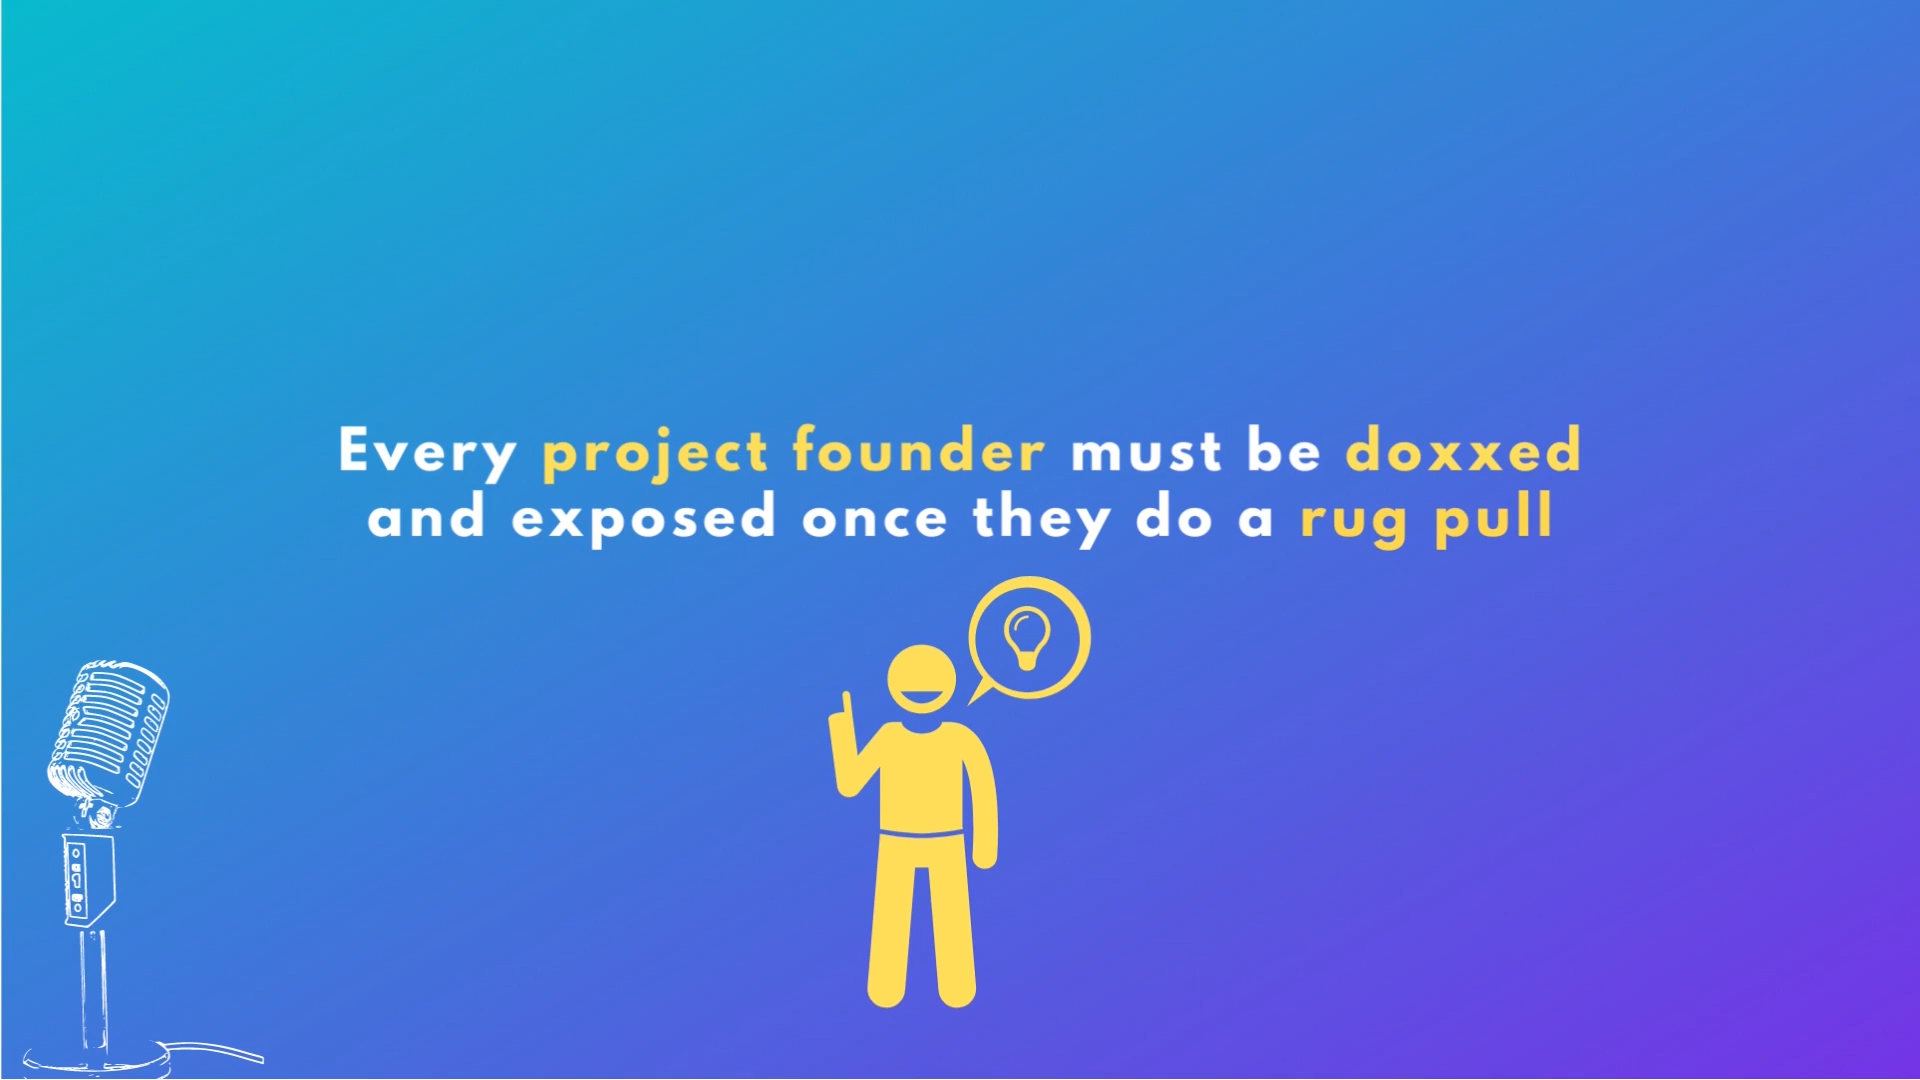 Every project founder must be doxxed
and exposed once they do a rug pull